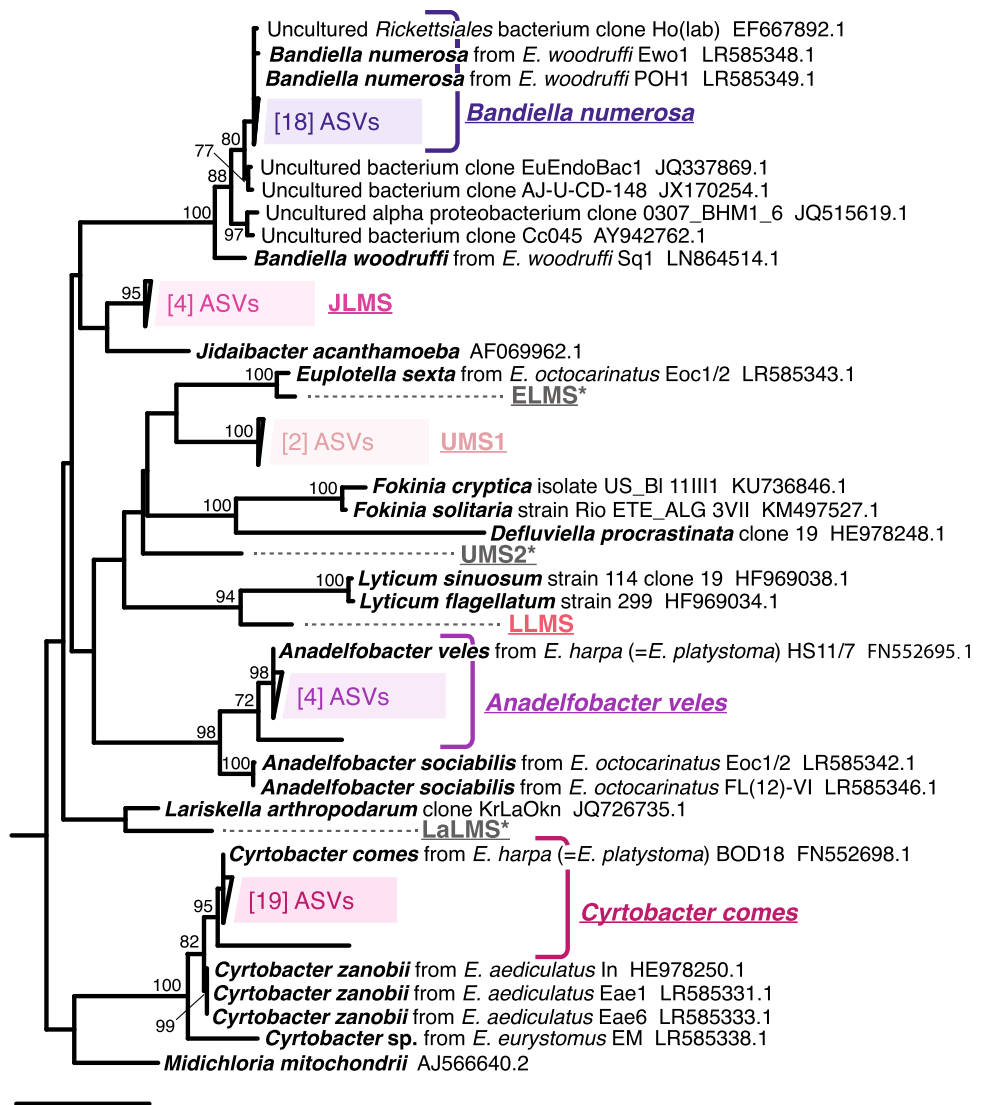 Uncultured Rickettsiales bacterium clone Ho(lab) EF667892.1
Bandiella numerosa from E. woodruffi Ewo1 LR585348.1
Bandiella numerosa from E. woodruffi POH1 LR585349.1
Bandiella numerosa
[18] ASVs
80
77
Uncultured bacterium clone EuEndoBac1 JQ337869.1
88
Uncultured bacterium clone AJ-U-CD-148 JX170254.1
100
Uncultured alpha proteobacterium clone 0307_BHM1_6 JQ515619.1
97
Uncultured bacterium clone Cc045 AY942762.1
Bandiella woodruffi from E. woodruffi Sq1 LN864514.1
95
[4] ASVs JLMS
Jidaibacter acanthamoeba AF069962.1
100
Euplotella sexta from E. octocarinatus Eoc1/2 LR585343.1
ELMS*
100
[2] ASVs UMS1
100
Fokinia cryptica isolate US_Bl 11III1 KU736846.1
100
Fokinia solitaria strain Rio ETE_ALG 3VII KM497527.1
Defluviella procrastinata clone 19 HE978248.1
UMS2*
100
Lyticum sinuosum strain 114 clone 19 HF969038.1
94
Lyticum flagellatum strain 299 HF969034.1
LLMS
Anadelfobacter veles from E. harpa (=E. platystoma) HS11/7 FN552695.1
98
[4] ASVs
72
Anadelfobacter veles
98
100
Anadelfobacter sociabilis from E. octocarinatus Eoc1/2 LR585342.1
Anadelfobacter sociabilis from E. octocarinatus FL(12)-VI LR585346.1
Lariskella arthropodarum clone KrLaOkn JQ726735.1
LaLMS*
Cyrtobacter comes from E. harpa (=E. platystoma) BOD18 FN552698.1
[19] ASVs
95
Cyrtobacter comes
82
Cyrtobacter zanobii from E. aediculatus In HE978250.1
100
Cyrtobacter zanobii from E. aediculatus Eae1 LR585331.1
99
Cyrtobacter zanobii from E. aediculatus Eae6 LR585333.1
Cyrtobacter sp. from E. eurystomus EM LR585338.1
Midichloria mitochondrii AJ566640.2